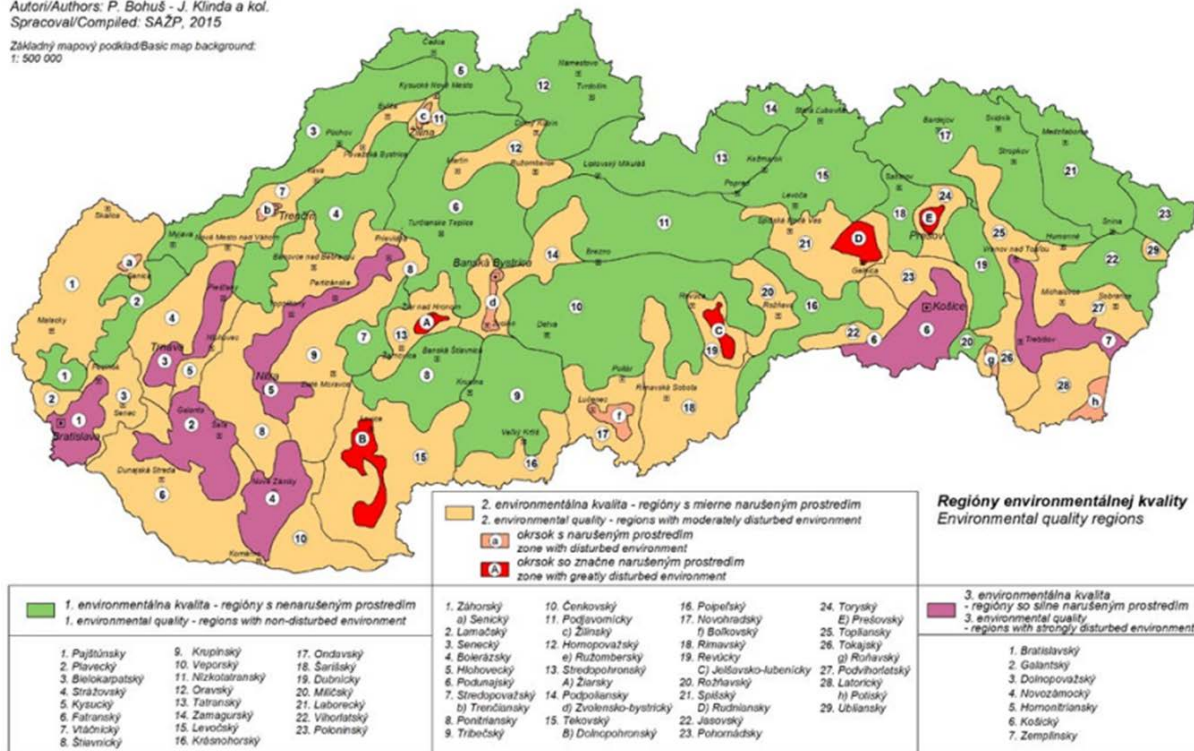 Autori/Authors: P. Bohuš - J. Klinda a kol.
Spracoval/Compiled: SAŽP, 2015
Základný mapový podklad/Basic map background:
1: 500 000
Čadca
Námestovo
Tvrdošín
Kysucké Nové Mesto
Bytča
Žilina
Dolný Kubín
Púchov
Považská Bystrica
Martin
Ružomberok
Liptovský Mikuláš
Stará Ľubovňa
Kežmarok
Poprad
Levoča
Bardejov
Svidník
Stropkov
Medzilaborce
Sabinov
Prešov
Snina
Humenné
Vranov nad Topľou
Michalovce
Sobrance
Trebišov
Košice
Gelnica
Spišská Nová Ves
Rožňava
Revúca
Ilava
Trenčín
Skalica
Myjava
Senica
Nové Mesto nad Váhom
Bánovce nad Bebravou
Prievidza
Partizánske
Turčianske Teplice
Banská Bystrica
Brezno
Zvolen
Detva
Žiar nad Hronom
Žarnovica
Banská Štiavnica
Krupina
Malacky
Piešťany
Topoľčany
Hlohovec
Trnava
Nitra
Zlaté Moravce
Pezinok
Senec
Bratislava
Galanta
Šaľa
Dunajská Streda
Nové Zámky
Komárno
Levice
Veľký Krtíš
Lučenec
Poltár
Rimavská Sobota
Regióny environmentálnej kvality
Environmental quality regions
2. environmentálna kvalita - regióny s mierne narušeným prostredím
2. environmental quality - regions with moderately disturbed environment
a okrsok s narušeným prostredím
zone with disturbed environment
A okrsok so značne narušeným prostredím
zone with greatly disturbed environment
1. environmentálna kvalita - regióny s nenarušeným prostredím
1. environmental quality - regions with non-disturbed environment
1. Pajštúnsky
2. Plavecký
3. Bielokarpatský
4. Strážovský
5. Kysucký
6. Fatranský
7. Vtáčnický
8. Štiavnický
9. Krupinský
10. Veporský
11. Nízkotatranský
12. Oravský
13. Tatranský
14. Zamagurský
15. Levočský
16. Krásnohorský
17. Ondavský
18. Šarišský
19. Dubnícky
20. Miličský
21. Laborecký
22. Vihorlatský
23. Poloninský
1. Záhorský
a) Senický
2. Lamačský
3. Senecký
4. Bolerázsky
5. Hlohovecký
6. Podunajský
7. Stredopovažský
b) Trenčiansky
8. Ponitriansky
9. Tribečský
10. Čenkovský
11. Podjavornícky
c) Žilinský
12. Hornopovažský
e) Ružomberský
13. Stredopohronský
A) Žiarsky
14. Podpoliansky
d) Zvolensko-bystrický
15. Tekovský
B) Dolnopohronský
16. Poipeľský
17. Novohradský
f) Boľkovský
18. Rimavský
19. Revúcky
C) Jelšavsko-lubenícky
20. Rožňavský
21. Spišský
D) Rudniansky
22. Jasovský
23. Pohornádský
24. Toryský
E) Prešovský
25. Topliansky
26. Tokajský
g) Roňavský
27. Podvihorlatský
28. Latorický
h) Potiský
29. Ubliansky
3. environmentálna kvalita
- regióny so silne narušeným prostredím
3. environmental quality
- regions with strongly disturbed environment
1. Bratislavský
2. Galantský
3. Dolnopovažský
4. Novozámocký
5. Hornonitriansky
6. Košický
7. Zemplínsky